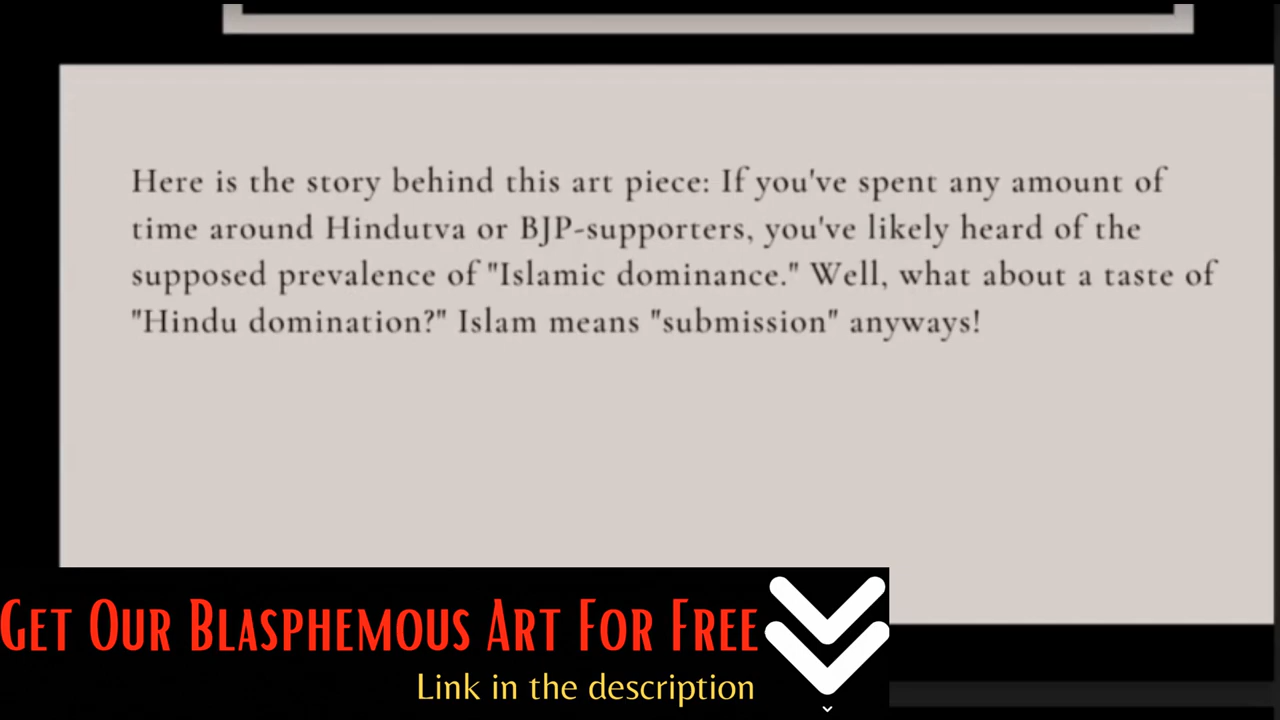 Here is the story behind this art piece: If you've spent any amount of
time around Hindutva or BJP-supporters, you've likely heard of the
supposed prevalence of "Islamic dominance." Well, what about a taste of
"Hindu domination?" Islam means "submission" anyways!
Get Our Blasphemous Art For Free
Link in the description